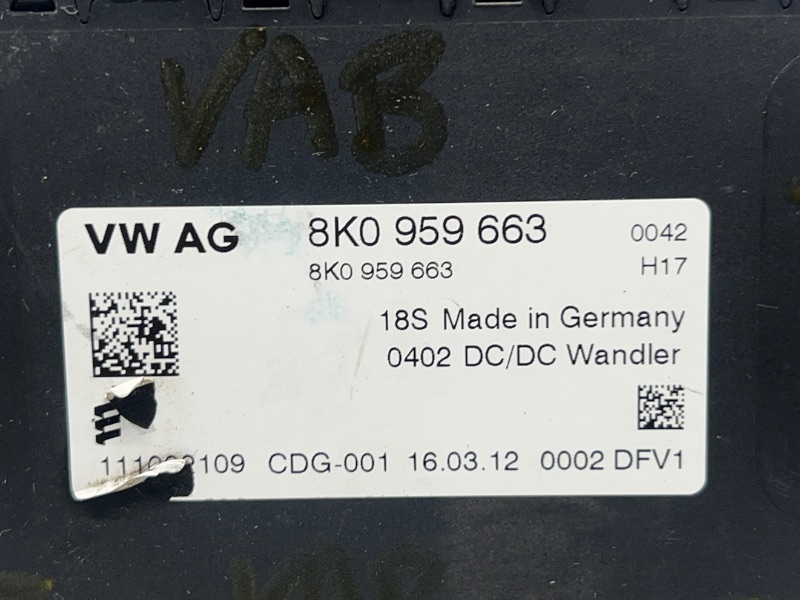 VAB
VW AG 8K0 959 663 0042
8K0 959 663 H17
18S Made in Germany
0402 DC/DC Wandler
m
CDG-001 16.03.12 0002 DFV1